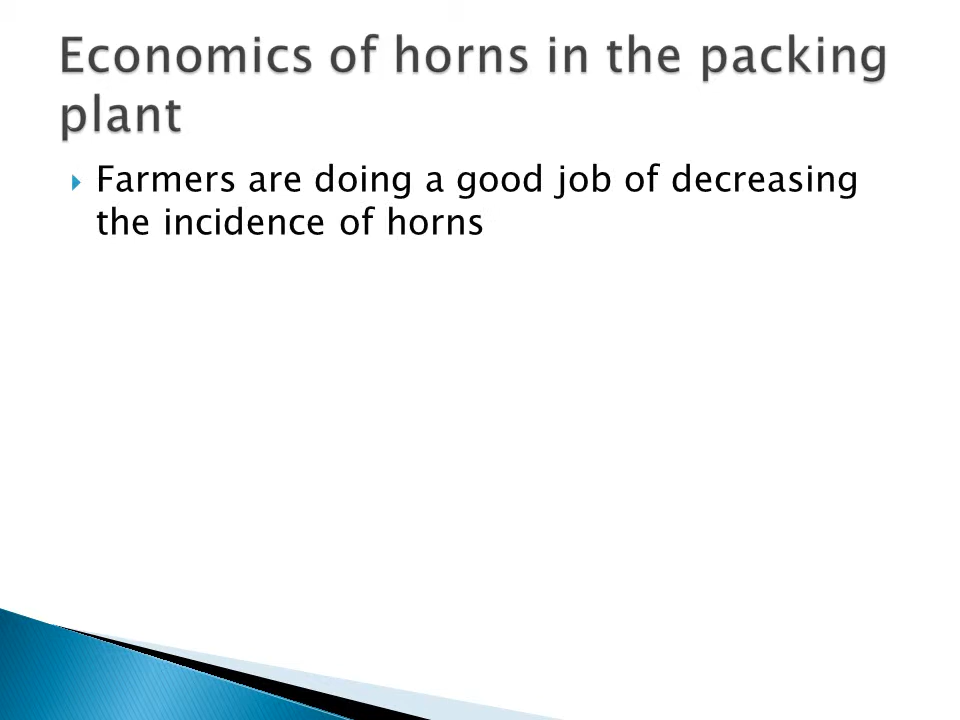 Economics of horns in the packing
plant
Farmers are doing a good job of decreasing
the incidence of horns